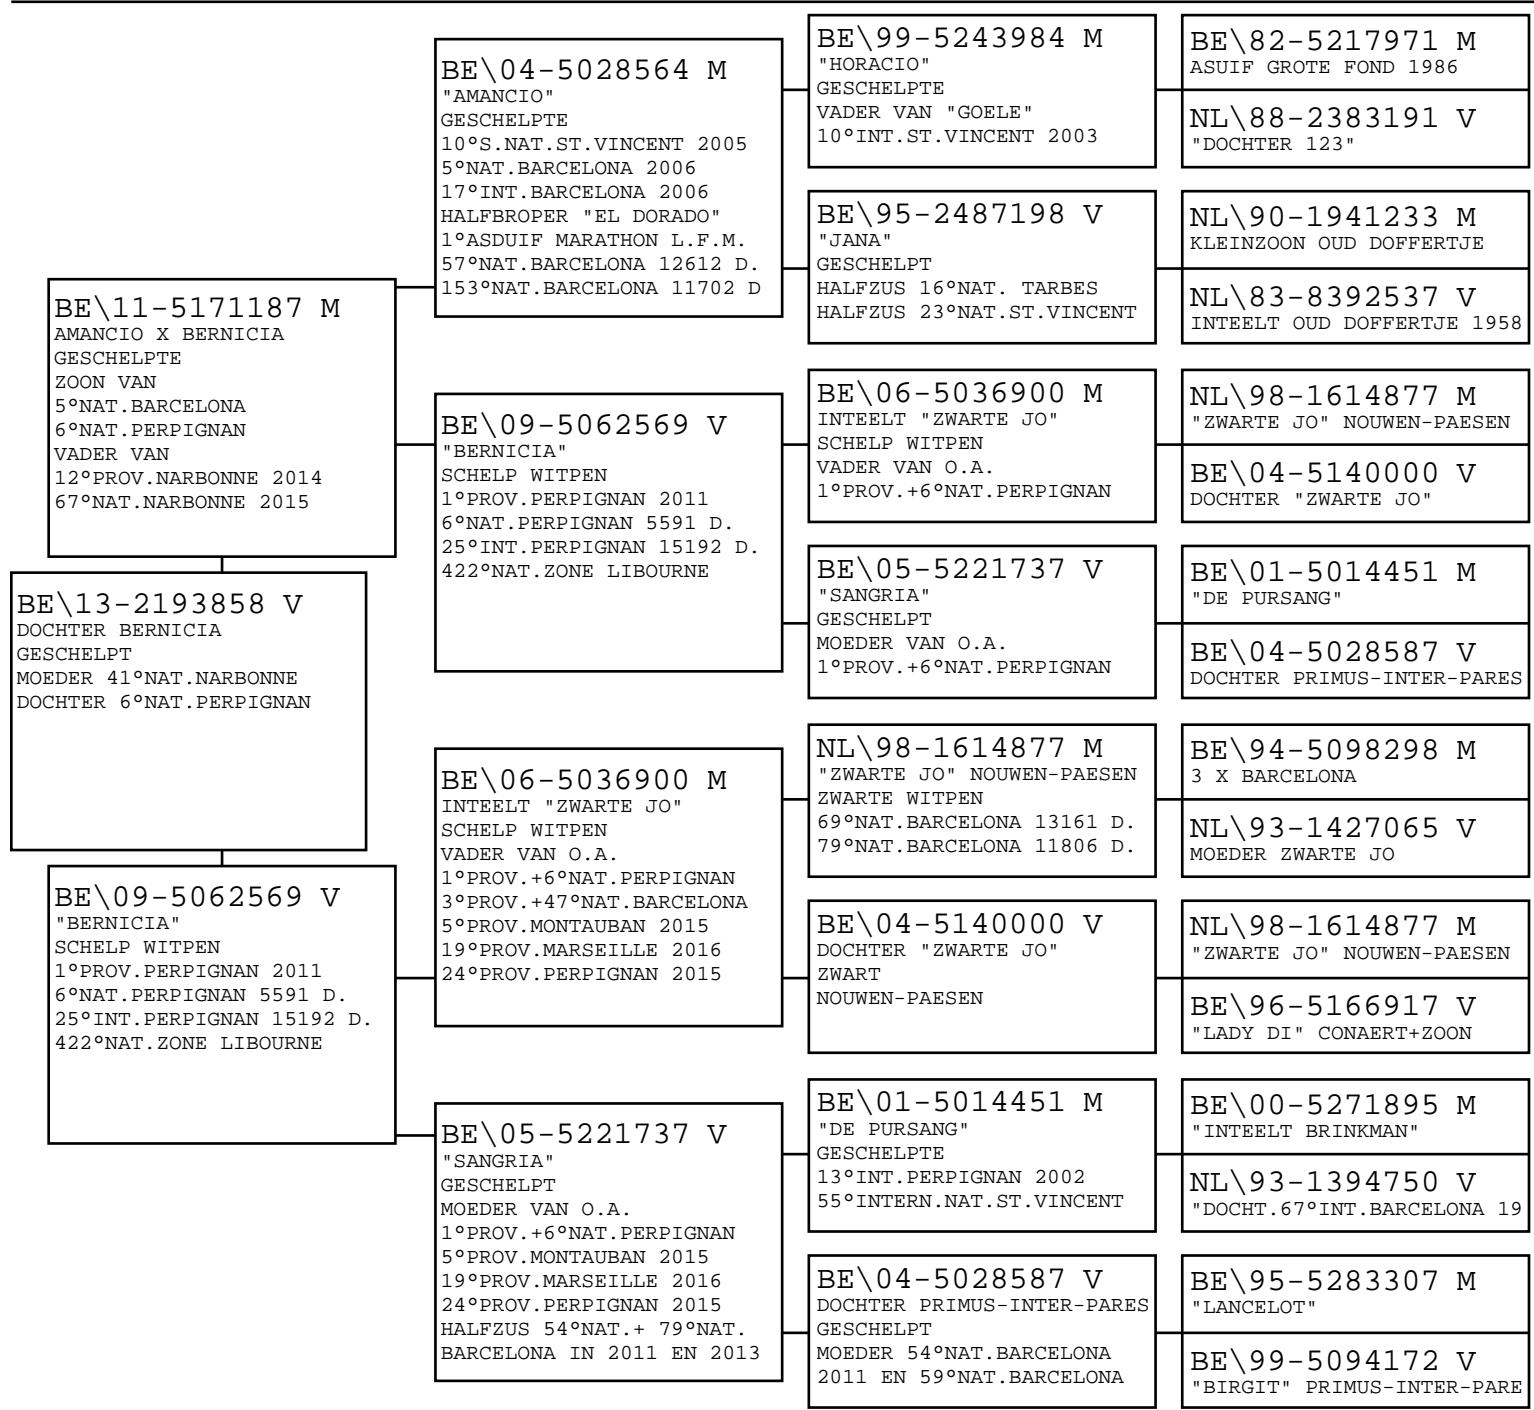 BE\13-2193858 V
DOCHTER BERNICIA
GESCHELPT
MOEDER 41°NAT.NARBONNE
DOCHTER 6°NAT.PERPIGNAN
BE\11-5171187 M
AMANCIO X BERNICIA
GESCHELPTE
ZOON VAN
5°NAT.BARCELONA
6°NAT.PERPIGNAN
VADER VAN
12°PROV.NARBONNE 2014
67°NAT.NARBONNE 2015
BE\09-5062569 V
"BERNICIA"
SCHELP WITPEN
1°PROV.PERPIGNAN 2011
6°NAT.PERPIGNAN 5591 D.
25°INT.PERPIGNAN 15192 D.
422°NAT.ZONE LIBOURNE
BE\04-5028564 M
"AMANCIO"
GESCHELPTE
10°S.NAT.ST.VINCENT 2005
5°NAT.BARCELONA 2006
17°INT.BARCELONA 2006
HALFBROPER "EL DORADO"
1°ASDUIF MARATHON L.F.M.
57°NAT.BARCELONA 12612 D.
153°NAT.BARCELONA 11702 D
BE\09-5062569 V
"BERNICIA"
SCHELP WITPEN
1°PROV.PERPIGNAN 2011
6°NAT.PERPIGNAN 5591 D.
25°INT.PERPIGNAN 15192 D.
422°NAT.ZONE LIBOURNE
BE\06-5036900 M
INTEELT "ZWARTE JO"
SCHELP WITPEN
VADER VAN O.A.
1°PROV.+6°NAT.PERPIGNAN
3°PROV.+47°NAT.BARCELONA
5°PROV.MONTAUBAN 2015
19°PROV.MARSEILLE 2016
24°PROV.PERPIGNAN 2015
BE\05-5221737 V
"SANGRIA"
GESCHELPT
MOEDER VAN O.A.
1°PROV.+6°NAT.PERPIGNAN
5°PROV.MONTAUBAN 2015
19°PROV.MARSEILLE 2016
24°PROV.PERPIGNAN 2015
HALFZUS 54°NAT.+ 79°NAT.
BARCELONA IN 2011 EN 2013
BE\99-5243984 M
"HORACIO"
GESCHELPTE
VADER VAN "GOELE"
10°INT.ST.VINCENT 2003
BE\95-2487198 V
"JANA"
GESCHELPT
HALFZUS 16°NAT. TARBES
HALFZUS 23°NAT.ST.VINCENT
BE\06-5036900 M
INTEELT "ZWARTE JO"
SCHELP WITPEN
VADER VAN O.A.
1°PROV.+6°NAT.PERPIGNAN
BE\05-5221737 V
"SANGRIA"
GESCHELPT
MOEDER VAN O.A.
1°PROV.+6°NAT.PERPIGNAN
NL\98-1614877 M
"ZWARTE JO" NOUWEN-PAESEN
ZWARTE WITPEN
69°NAT.BARCELONA 13161 D.
79°NAT.BARCELONA 11806 D.
BE\04-5140000 V
DOCHTER "ZWARTE JO"
ZWART
NOUWEN-PAESEN
BE\01-5014451 M
"DE PURSANG"
GESCHELPTE
13°INT.PERPIGNAN 2002
55°INTERN.NAT.ST.VINCENT
BE\04-5028587 V
DOCHTER PRIMUS-INTER-PARES
GESCHELPT
MOEDER 54°NAT.BARCELONA
2011 EN 59°NAT.BARCELONA
BE\82-5217971 M
ASUIF GROTE FOND 1986
NL\88-2383191 V
"DOCHTER 123"
NL\90-1941233 M
KLEINZOON OUD DOFFERTJE
NL\83-8392537 V
INTEELT OUD DOFFERTJE 1958
NL\98-1614877 M
"ZWARTE JO" NOUWEN-PAESEN
BE\04-5140000 V
DOCHTER "ZWARTE JO"
BE\01-5014451 M
"DE PURSANG"
BE\04-5028587 V
DOCHTER PRIMUS-INTER-PARES
BE\94-5098298 M
3 X BARCELONA
NL\93-1427065 V
MOEDER ZWARTE JO
NL\98-1614877 M
"ZWARTE JO" NOUWEN-PAESEN
BE\96-5166917 V
"LADY DI" CONAERT+ZOON
BE\00-5271895 M
"INTEELT BRINKMAN"
NL\93-1394750 V
"DOCHT.67°INT.BARCELONA 19
BE\95-5283307 M
"LANCELOT"
BE\99-5094172 V
"BIRGIT" PRIMUS-INTER-PARE